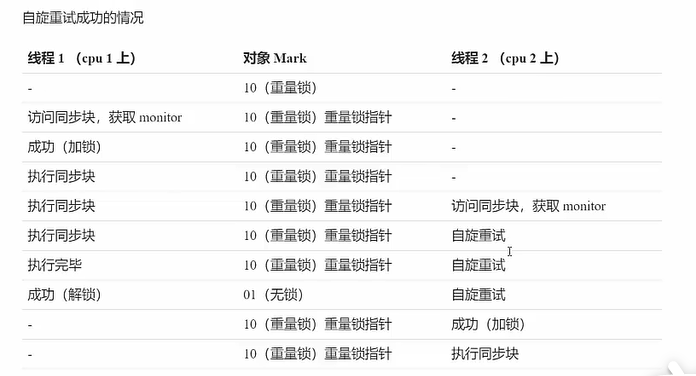 自旋重试成功的情况
线程 1 （cpu 1 上） 对象 Mark 线程 2 （cpu 2 上）
- 10（重量锁） -
访问同步块，获取 monitor 10（重量锁）重量锁指针 -
成功（加锁） 10（重量锁）重量锁指针 -
执行同步块 10（重量锁）重量锁指针 -
执行同步块 10（重量锁）重量锁指针 访问同步块，获取 monitor
执行同步块 10（重量锁）重量锁指针 自旋重试
执行完毕 10（重量锁）重量锁指针 自旋重试
成功（解锁） 01（无锁） 自旋重试
- 10（重量锁）重量锁指针 成功（加锁）
- 10（重量锁）重量锁指针 执行同步块